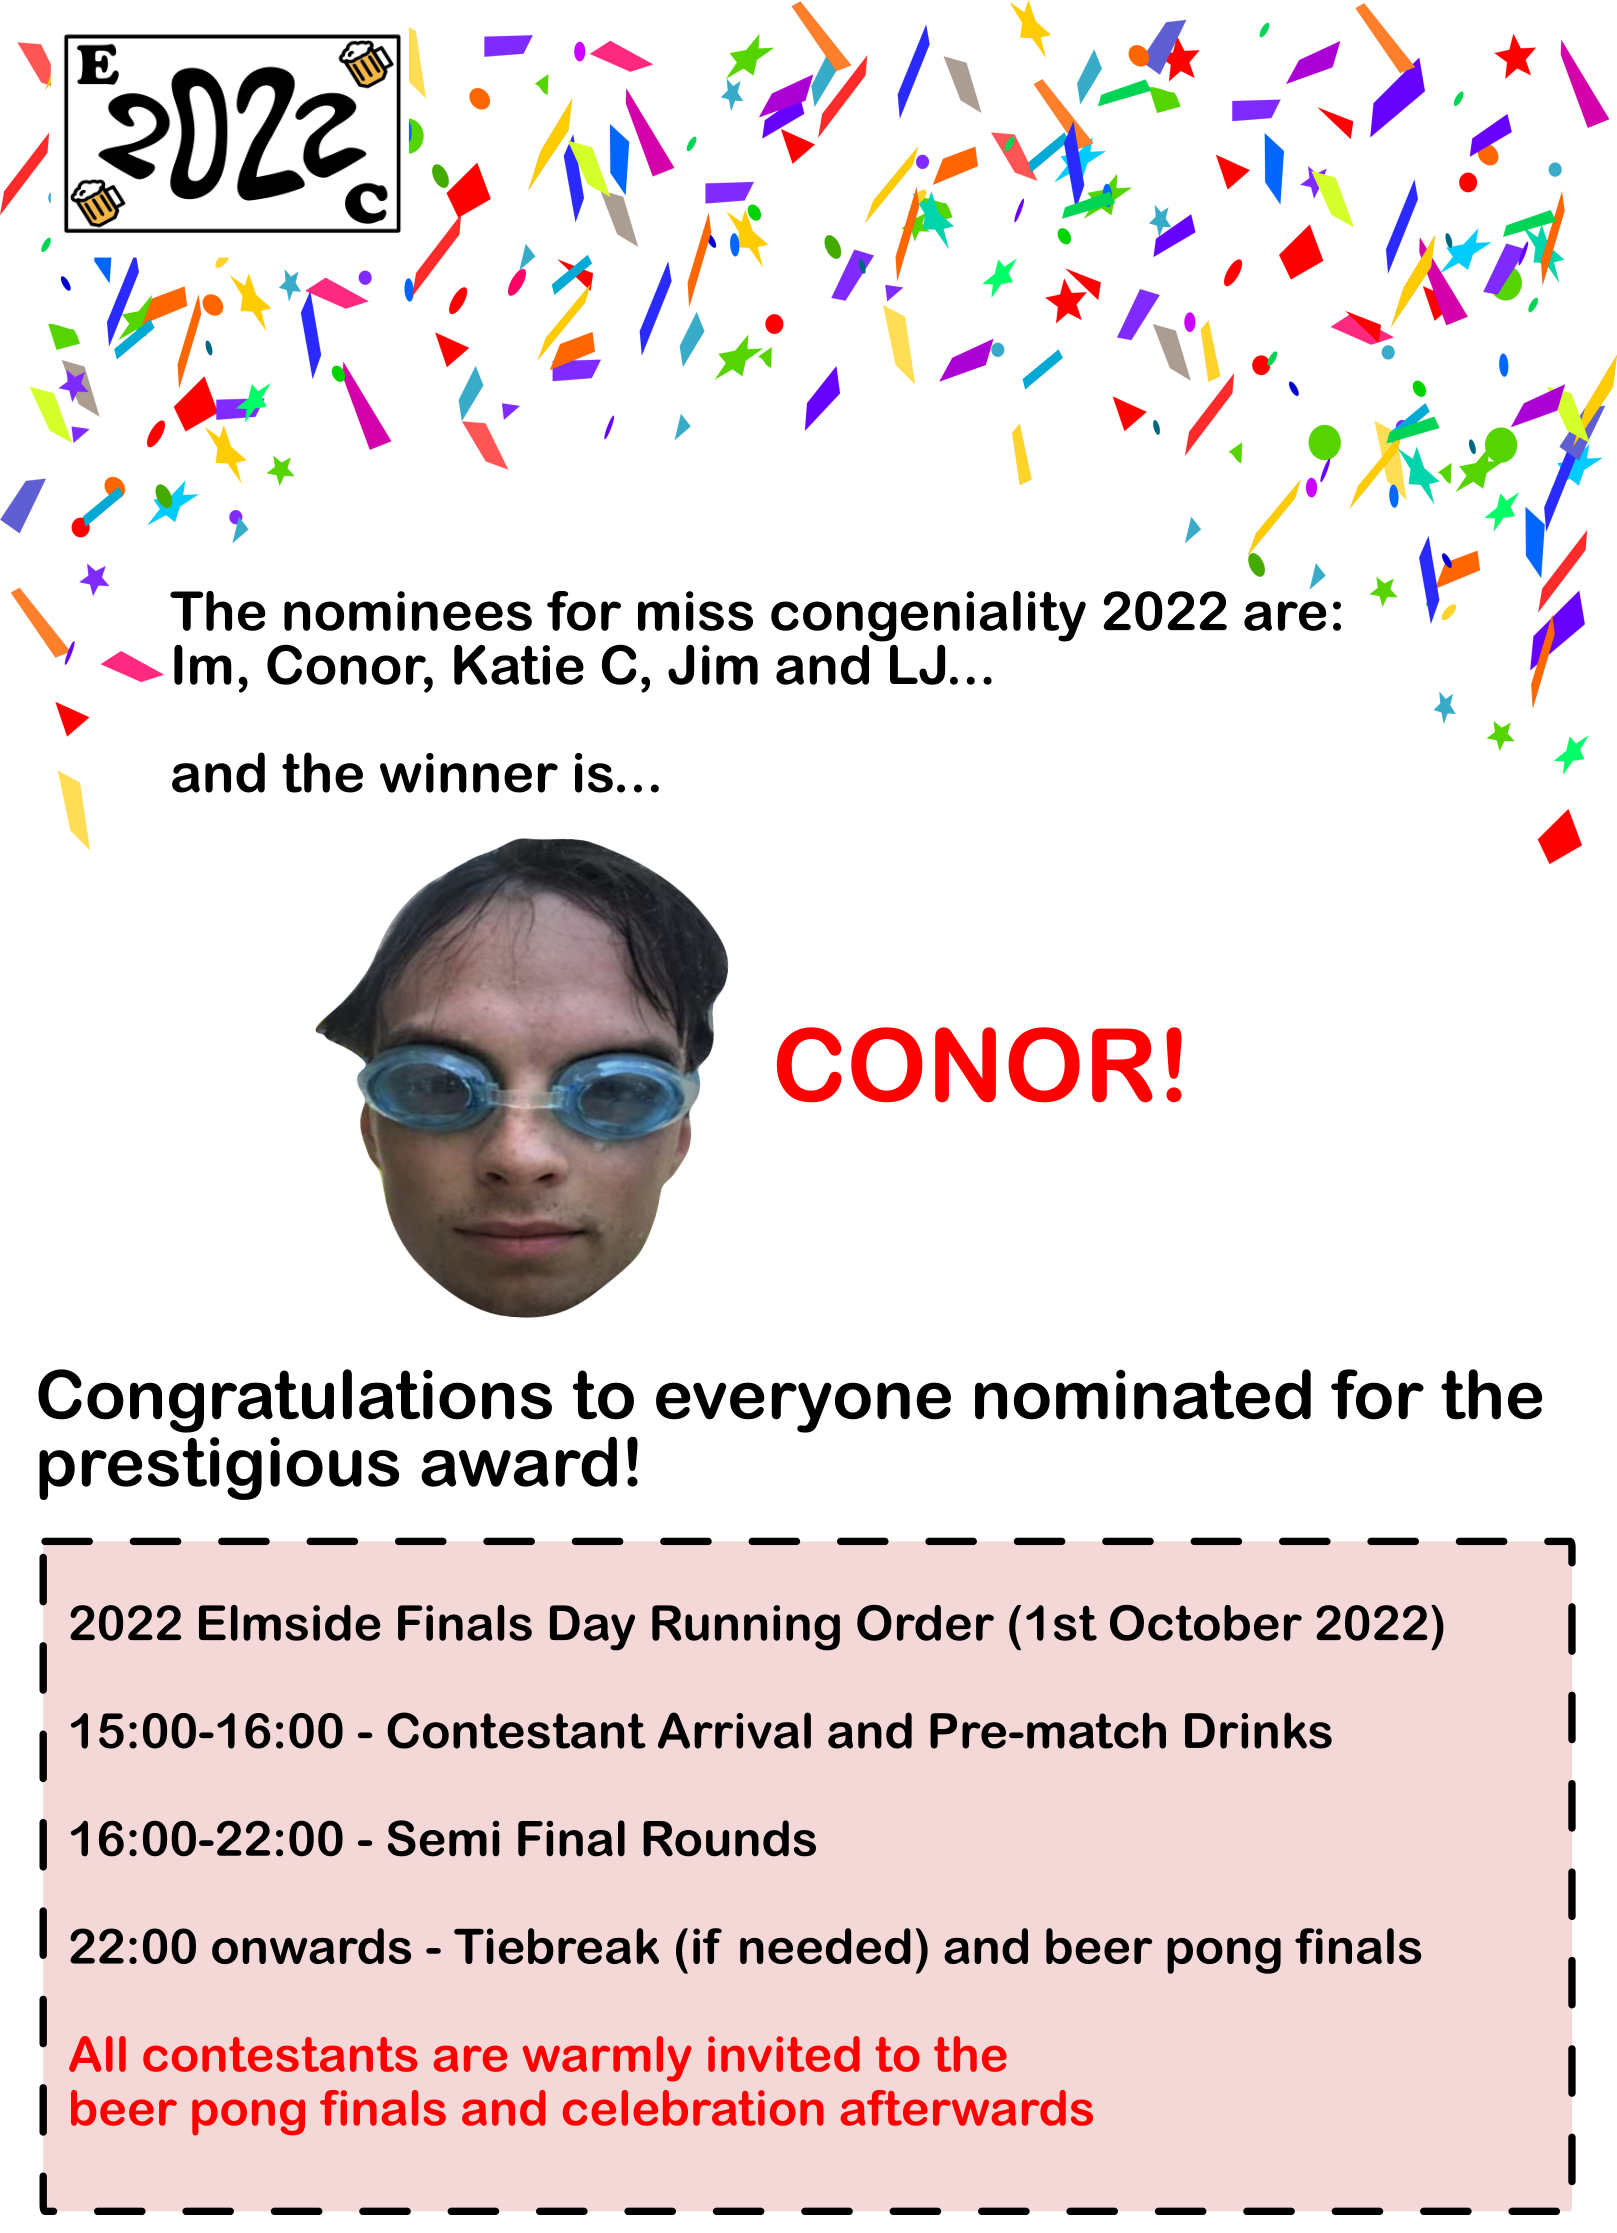 E
2022
C
The nominees for miss congeniality 2022 are:
Im, Conor, Katie C, Jim and LJ...
and the winner is...
CONOR!
Congratulations to everyone nominated for the
prestigious award!
2022 Elmside Finals Day Running Order (1st October 2022)
15:00-16:00 - Contestant Arrival and Pre-match Drinks
16:00-22:00 - Semi Final Rounds
22:00 onwards - Tiebreak (if needed) and beer pong finals
All contestants are warmly invited to the
beer pong finals and celebration afterwards